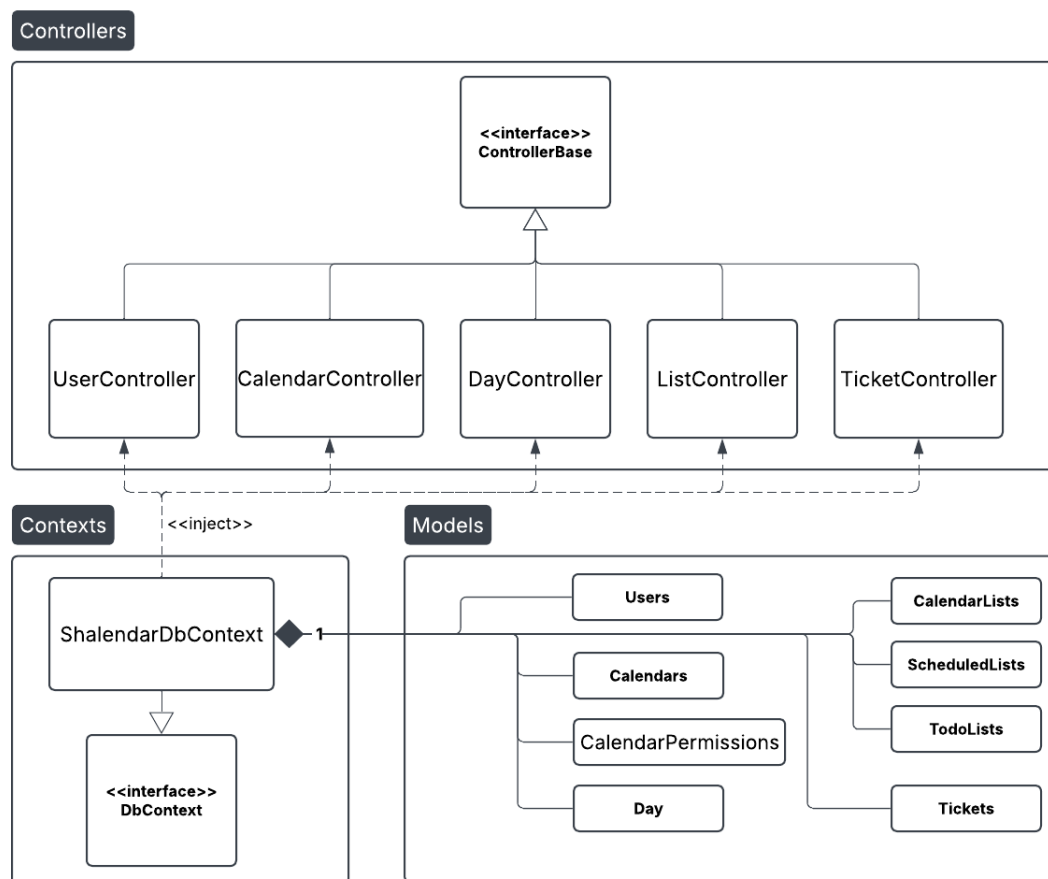 Controllers
<<interface>>
ControllerBase
UserController
CalendarController
DayController
ListController
TicketController
<<inject>>
Contexts
Models
ShalendarDbContext
1
<<interface>>
DbContext
Users
Calendars
CalendarPermissions
Day
CalendarLists
ScheduledLists
TodoLists
Tickets